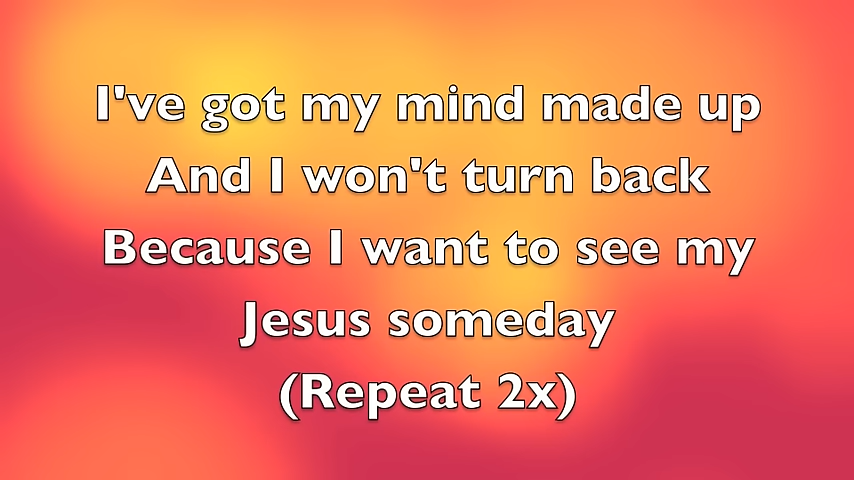 I've got my mind made up
And I won't turn back
Because I want to see my
Jesus someday
(Repeat 2x)